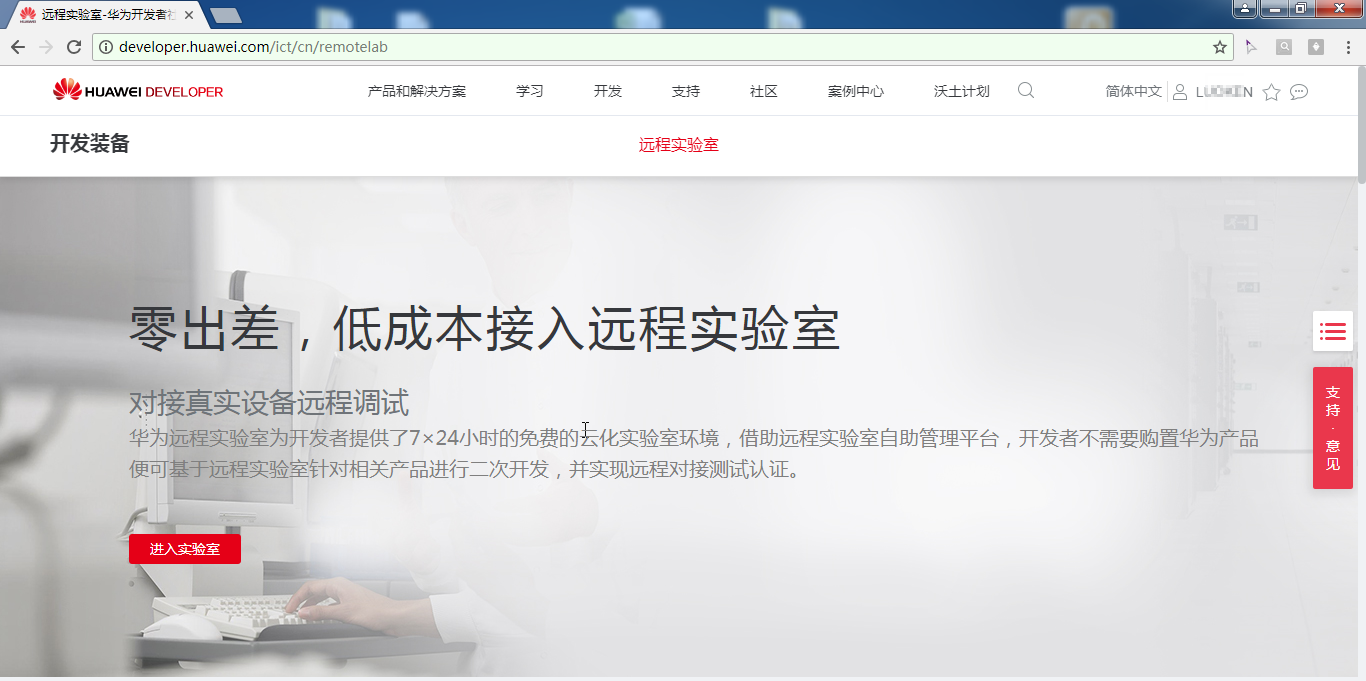 远程实验室-华为开发者社
developer.huawei.com/ict/cn/remotelab
HUAWEI DEVELOPER
产品和解决方案 学习 开发 支持 社区 案例中心 沃土计划 简体中文
开发装备
远程实验室
零出差，低成本接入远程实验室
对接真实设备远程调试
华为远程实验室为开发者提供了7×24小时的免费的云化实验室环境，借助远程实验室自助管理平台，开发者不需要购置华为产品
便可基于远程实验室针对相关产品进行二次开发，并实现远程对接测试认证。
进入实验室
支持·意见